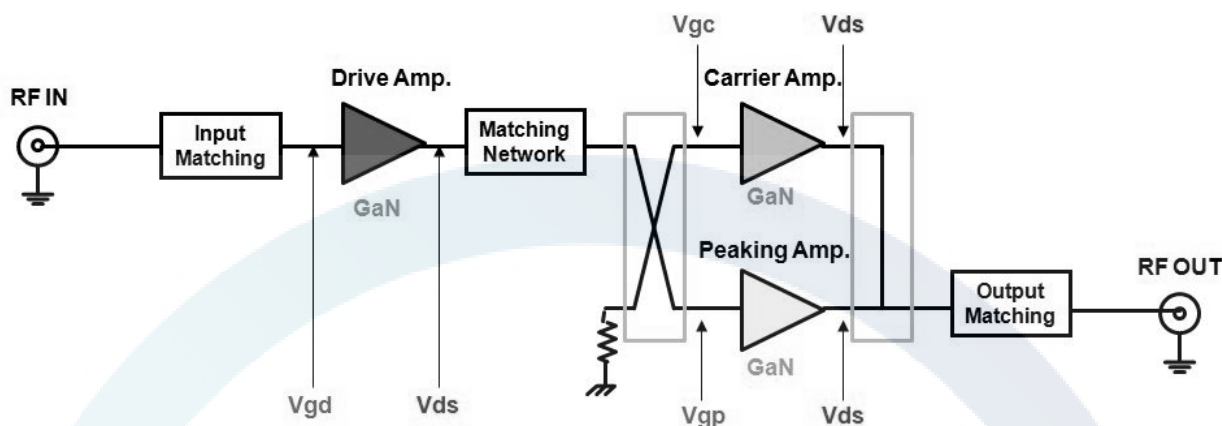 Vgc
Vds
Drive Amp.
Carrier Amp.
RF IN
Input
Matching
Matching
Network
GaN
GaN
Peaking Amp.
RF OUT
Output
Matching
GaN
Vgd
Vds
Vgp
Vds